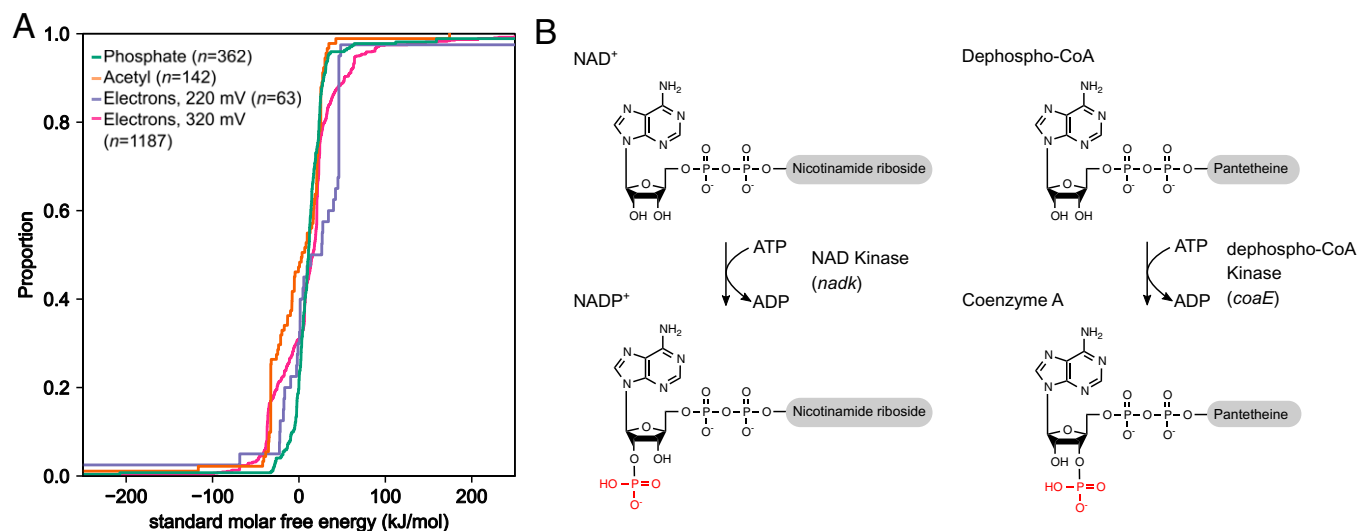 A
1.0
0.8
0.6
0.4
0.2
0.0
Proportion
Phosphate (n=362)
Acetyl (n=142)
Electrons, 220 mV (n=63)
Electrons, 320 mV
(n=1187)
−200
−100
0
100
200
standard molar free energy (kJ/mol)
B
NAD+
NH2
N
N
N
N
O
O
O
P
O
P
O
O-
O-
O
OH
OH
Nicotinamide riboside
ATP
ADP
NAD Kinase
(nadk)
NADP+
NH2
N
N
N
N
O
O
O
P
O
P
O
O-
O-
O
O
OH
HO
P
O
O-
Nicotinamide riboside
Dephospho-CoA
NH2
N
N
N
N
O
O
O
P
O
P
O
O-
O-
O
OH
OH
Pantetheine
ATP
ADP
dephospho-CoA
Kinase
(coaE)
Coenzyme A
NH2
N
N
N
N
O
O
O
P
O
P
O
O-
O-
O
OH
O
HO
P
O
O-
Pantetheine